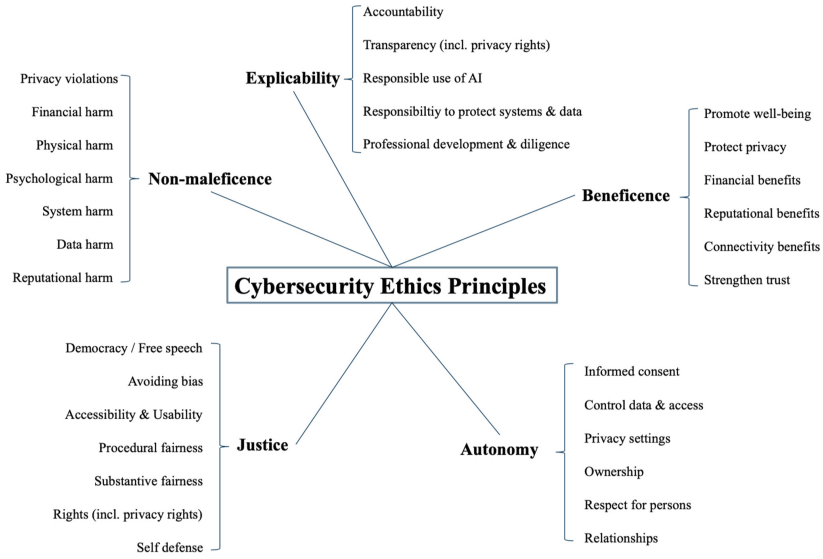 Accountability
Transparency (incl. privacy rights)
Explicability
Responsible use of AI
Responsibiltiy to protect systems & data
Professional development & diligence
Privacy violations
Financial harm
Physical harm
Non-maleficence
Psychological harm
System harm
Data harm
Reputational harm
Promote well-being
Protect privacy
Financial benefits
Beneficence
Reputational benefits
Connectivity benefits
Strengthen trust
Cybersecurity Ethics Principles
Democracy / Free speech
Avoiding bias
Accessibility & Usability
Justice
Procedural fairness
Substantive fairness
Rights (incl. privacy rights)
Self defense
Informed consent
Control data & access
Privacy settings
Autonomy
Ownership
Respect for persons
Relationships